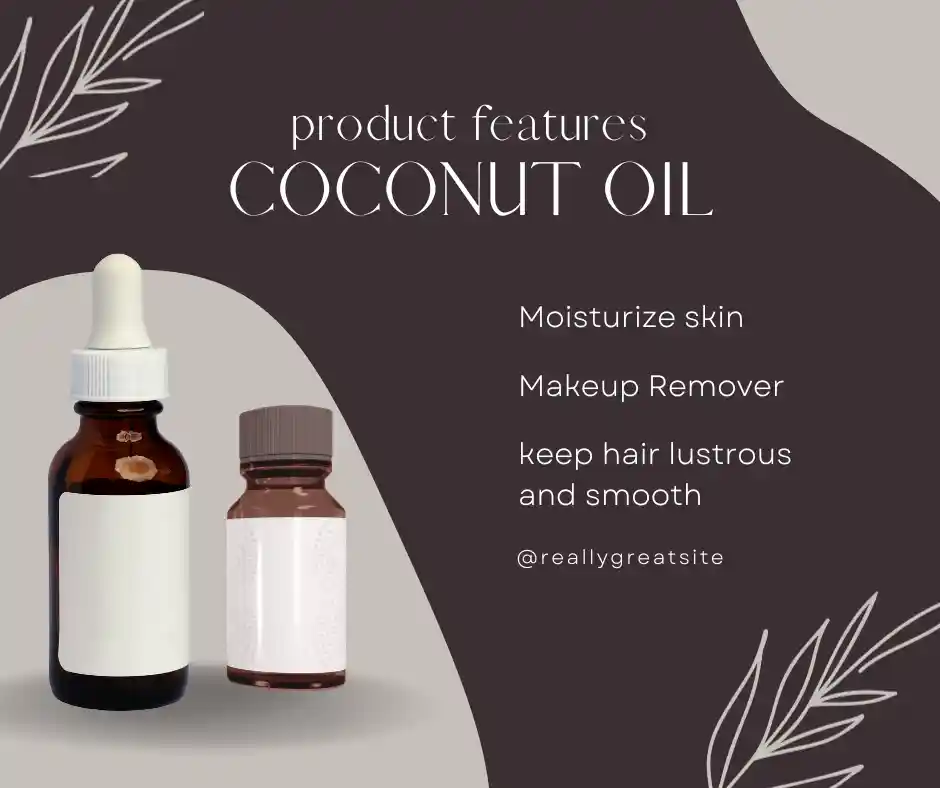 product features
COCONUT OIL
Moisturize skin
Makeup Remover
keep hair lustrous
and smooth
@reallygreatsite